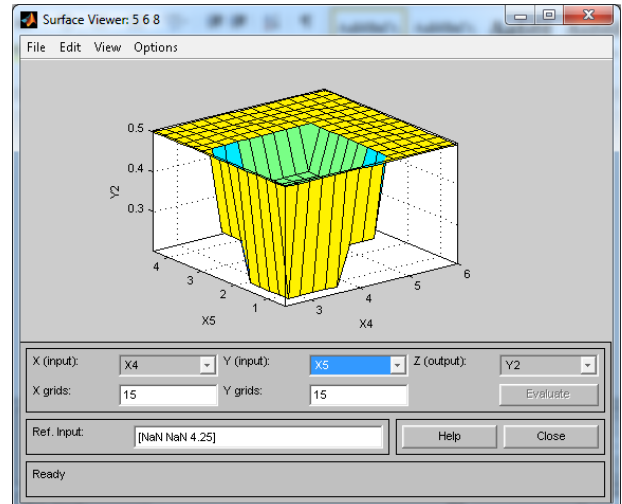 Surface Viewer: 5 6 8
File Edit View Options
0.5
0.4
0.3
Y2
4
3
2
1
X5
3
4
5
6
X4
X (input): X4 Y (input): X5 Z (output): Y2
X grids: 15 Y grids: 15 Evaluate
Ref. Input: [NaN NaN 4.25] Help Close
Ready